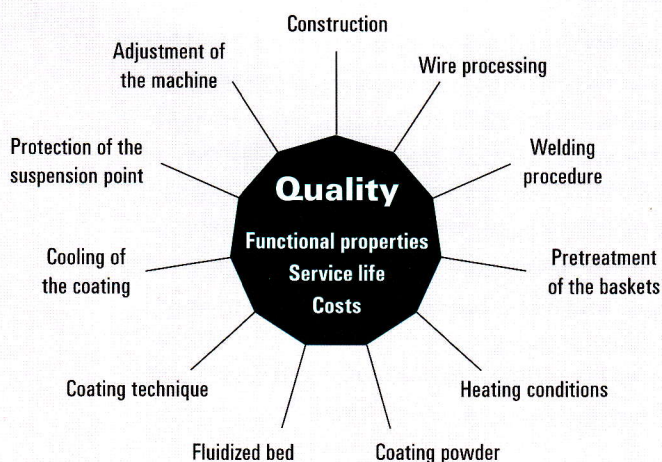 Construction
Adjustment of
the machine
Wire processing
Protection of the
suspension point
Welding
procedure
Quality
Functional properties
Service life
Costs
Cooling of
the coating
Pretreatment
of the baskets
Coating technique
Heating conditions
Fluidized bed
Coating powder